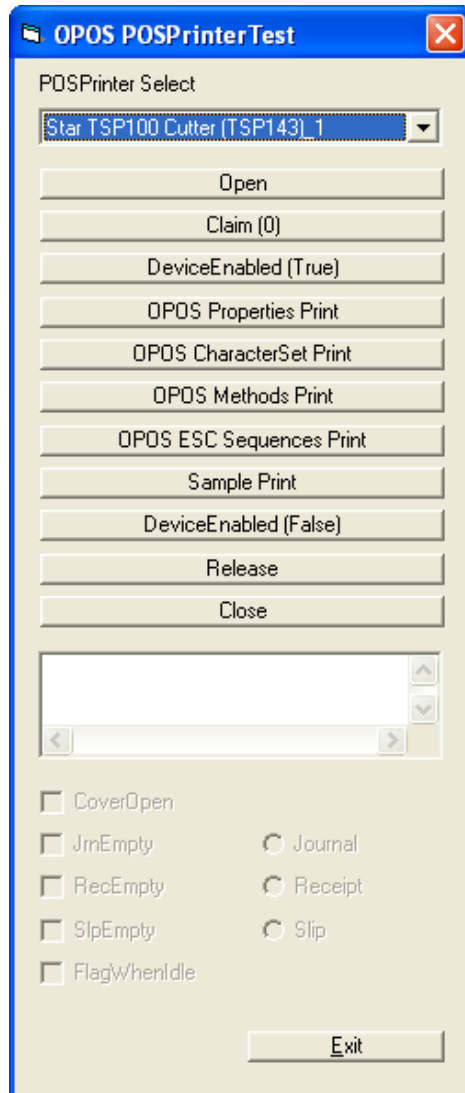 OPOS POSPrinterTest
POSPrinter Select
Star TSP100 Cutter (TSP143)_1
Open
Claim (0)
DeviceEnabled (True)
OPOS Properties Print
OPOS CharacterSet Print
OPOS Methods Print
OPOS ESC Sequences Print
Sample Print
DeviceEnabled (False)
Release
Close
CoverOpen
JrnEmpty Journal
RecEmpty Receipt
SlpEmpty Slip
FlagWhenIdle
Exit